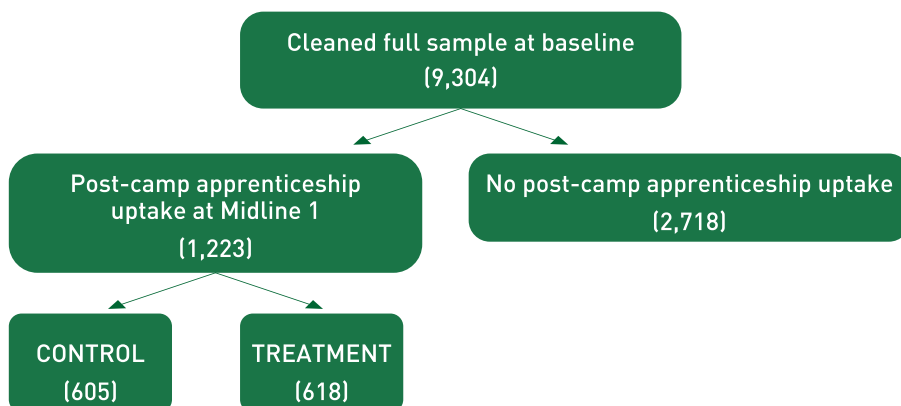 Cleaned full sample at baseline
(9,304)
Post-camp apprenticeship
uptake at Midline 1
(1,223)
No post-camp apprenticeship uptake
(2,718)
CONTROL
(605)
TREATMENT
(618)